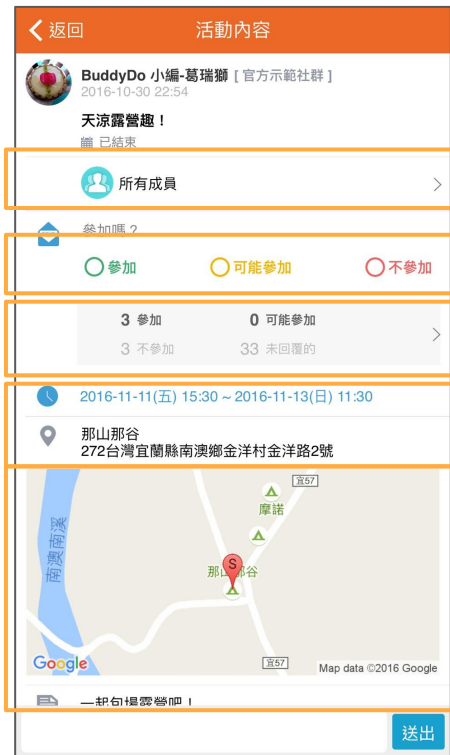 返回
活動內容
BuddyDo 小編-葛瑞獅 [ 官方示範社群 ]
2016-10-30 22:54
天涼露營趣！
已結束
所有成員
參加嗎？
參加 可能參加 不參加
3 參加 0 可能參加
3 不參加 33 未回覆的
2016-11-11(五) 15:30 ~ 2016-11-13(日) 11:30
那山那谷
272台灣宜蘭縣南澳鄉金洋村金洋路2號
宜57
摩諾
南澳南溪
S
那山那谷
Google
宜57
Map data ©2016 Google
一起包場露營吧！
送出